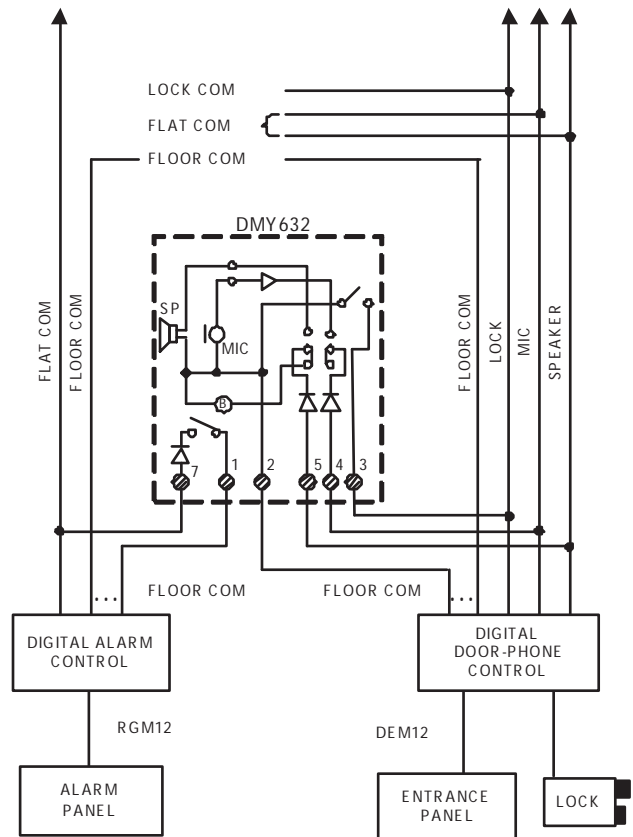 LOCK COM
FLAT COM
FLOOR COM
DMY632
SP
MIC
B
FLAT COM
FLOOR COM
FLOOR COM
LOCK
MIC
SPEAKER
7
1
2
5
4
3
...
FLOOR COM
FLOOR COM
...
DIGITAL ALARM
CONTROL
DIGITAL
DOOR-PHONE
CONTROL
RGM12
DEM12
ALARM
PANEL
ENTRANCE
PANEL
LOCK